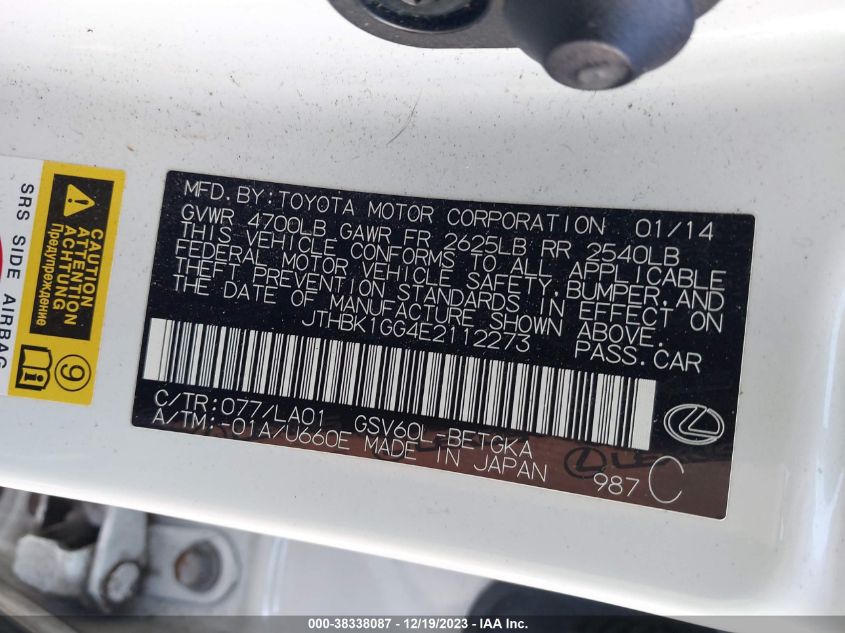 MFD. BY: TOYOTA MOTOR CORPORATION 01/14
GVWR 4700LB GAWR FR 2625LB RR 2540LB
THIS VEHICLE CONFORMS TO ALL APPLICABLE
FEDERAL MOTOR VEHICLE SAFETY, BUMPER, AND
THEFT PREVENTION STANDARDS IN EFFECT ON
THE DATE OF MANUFACTURE SHOWN ABOVE.
JTHBK1GG4E2112273 PASS. CAR
C/TR: 077/LA01 GSV60L-BETGKA
A/TM: -01A/U660E MADE IN JAPAN
987 C
SRS SIDE AIRBAG
CAUTION
ATTENTION
ACHTUNG
Предупреждение
9
000-38338087 - 12/19/2023 - IAA Inc.